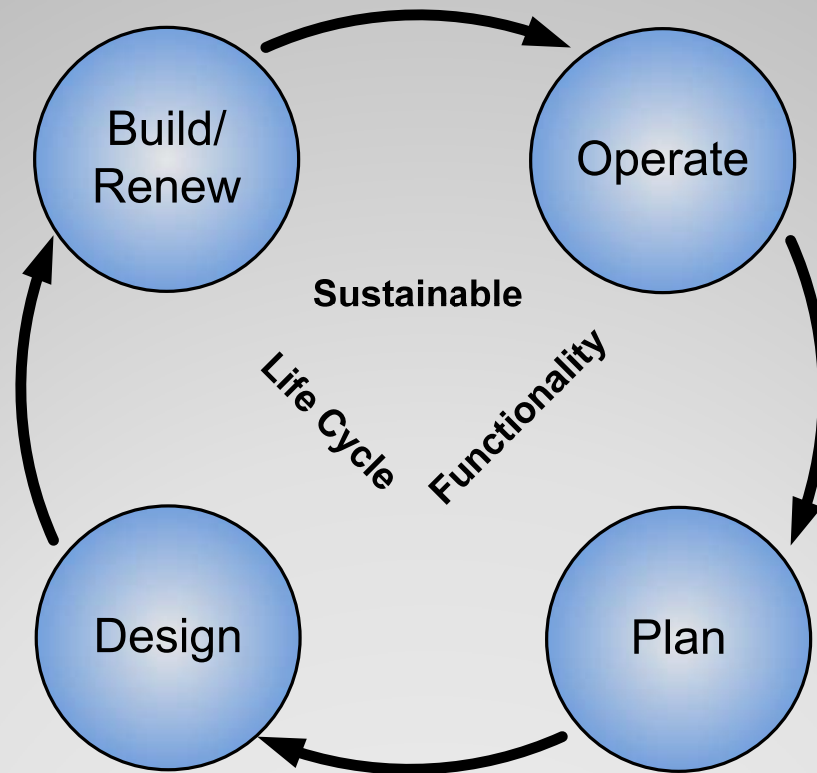 Build/
Renew
Operate
Sustainable
Life Cycle
Functionality
Design
Plan